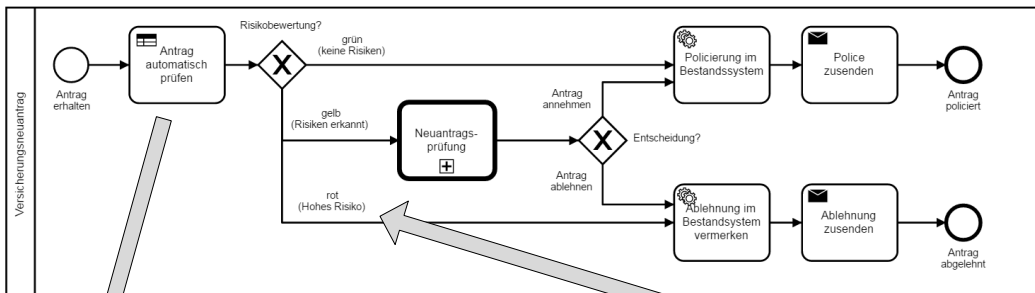 Versicherungsneuantrag
Antrag
erhalten
Antrag
automatisch
prüfen
Risikobewertung?
grün
(keine Risiken)
gelb
(Risiken erkannt)
rot
(Hohes Risiko)
Neuantrags-
prüfung
Entscheidung?
Antrag
annehmen
Antrag
ablehnen
Policierung im
Bestandssystem
Police
zusenden
Antrag
policiert
Ablehnung im
Bestandsystem
vermerken
Ablehnung
zusenden
Antrag
abgelehnt